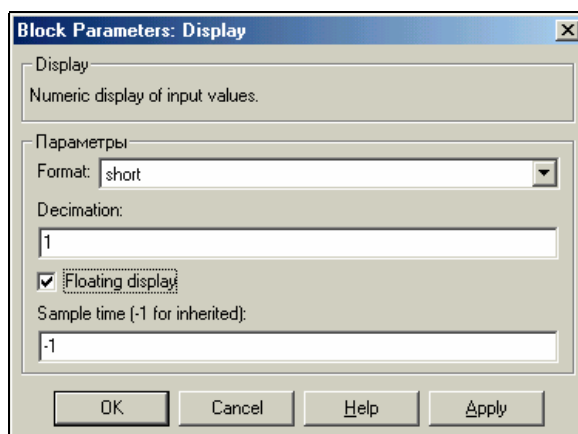 Block Parameters: Display
Display
Numeric display of input values.
Параметры
Format: short
Decimation:
1
Floating display
Sample time (-1 for inherited):
-1
OK Cancel Help Apply